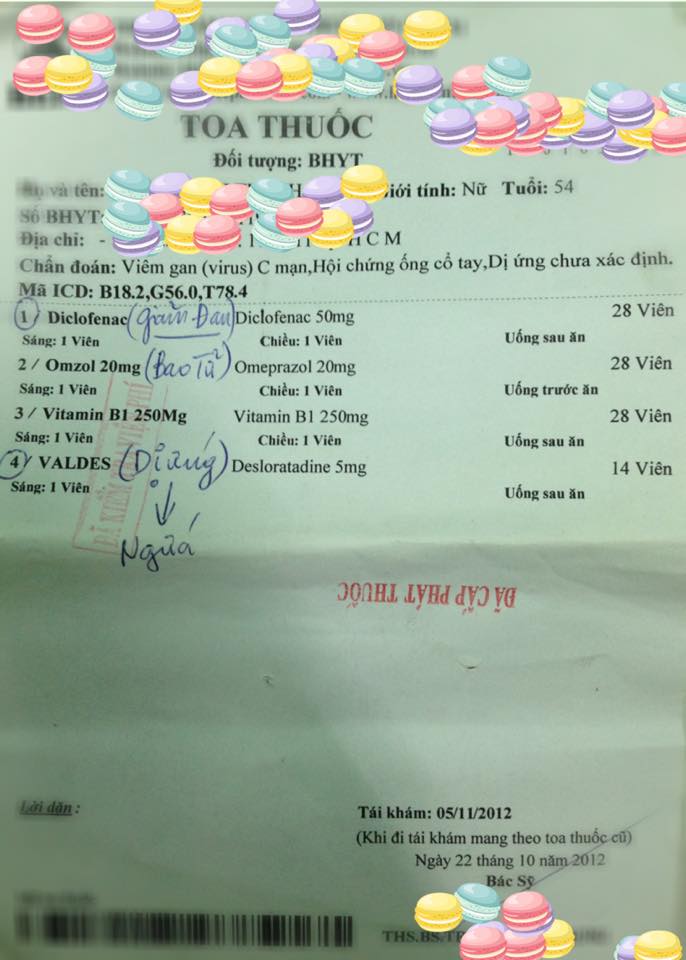 TOA THUỐC
Đối tượng: BHYT
và tên: giới tính: Nữ Tuổi: 54
Số BHYT:
Địa chỉ: - H C M
Chẩn đoán: Viêm gan (virus) C mạn,Hội chứng ống cổ tay,Dị ứng chưa xác định.
Mã ICD: B18.2,G56.0,T78.4
1 / Diclofenac (giảm Đau) Diclofenac 50mg 28 Viên
Sáng: 1 Viên Chiều: 1 Viên Uống sau ăn
2 / Omzol 20mg (Bao Tử) Omeprazol 20mg 28 Viên
Sáng: 1 Viên Chiều: 1 Viên Uống trước ăn
3 / Vitamin B1 250Mg Vitamin B1 250mg 28 Viên
Sáng: 1 Viên Chiều: 1 Viên Uống sau ăn
4 / VALDES (Dị ứng) Desloratadine 5mg 14 Viên
Sáng: 1 Viên Uống sau ăn
Ngứa
ĐÃ KIỂM VIỆN PHÍ
ĐÃ CẤP PHÁT THUỐC
Lời dặn :
Tái khám: 05/11/2012
(Khi đi tái khám mang theo toa thuốc cũ)
Ngày 22 tháng 10 năm 2012
Bác Sỹ
THS.BS.